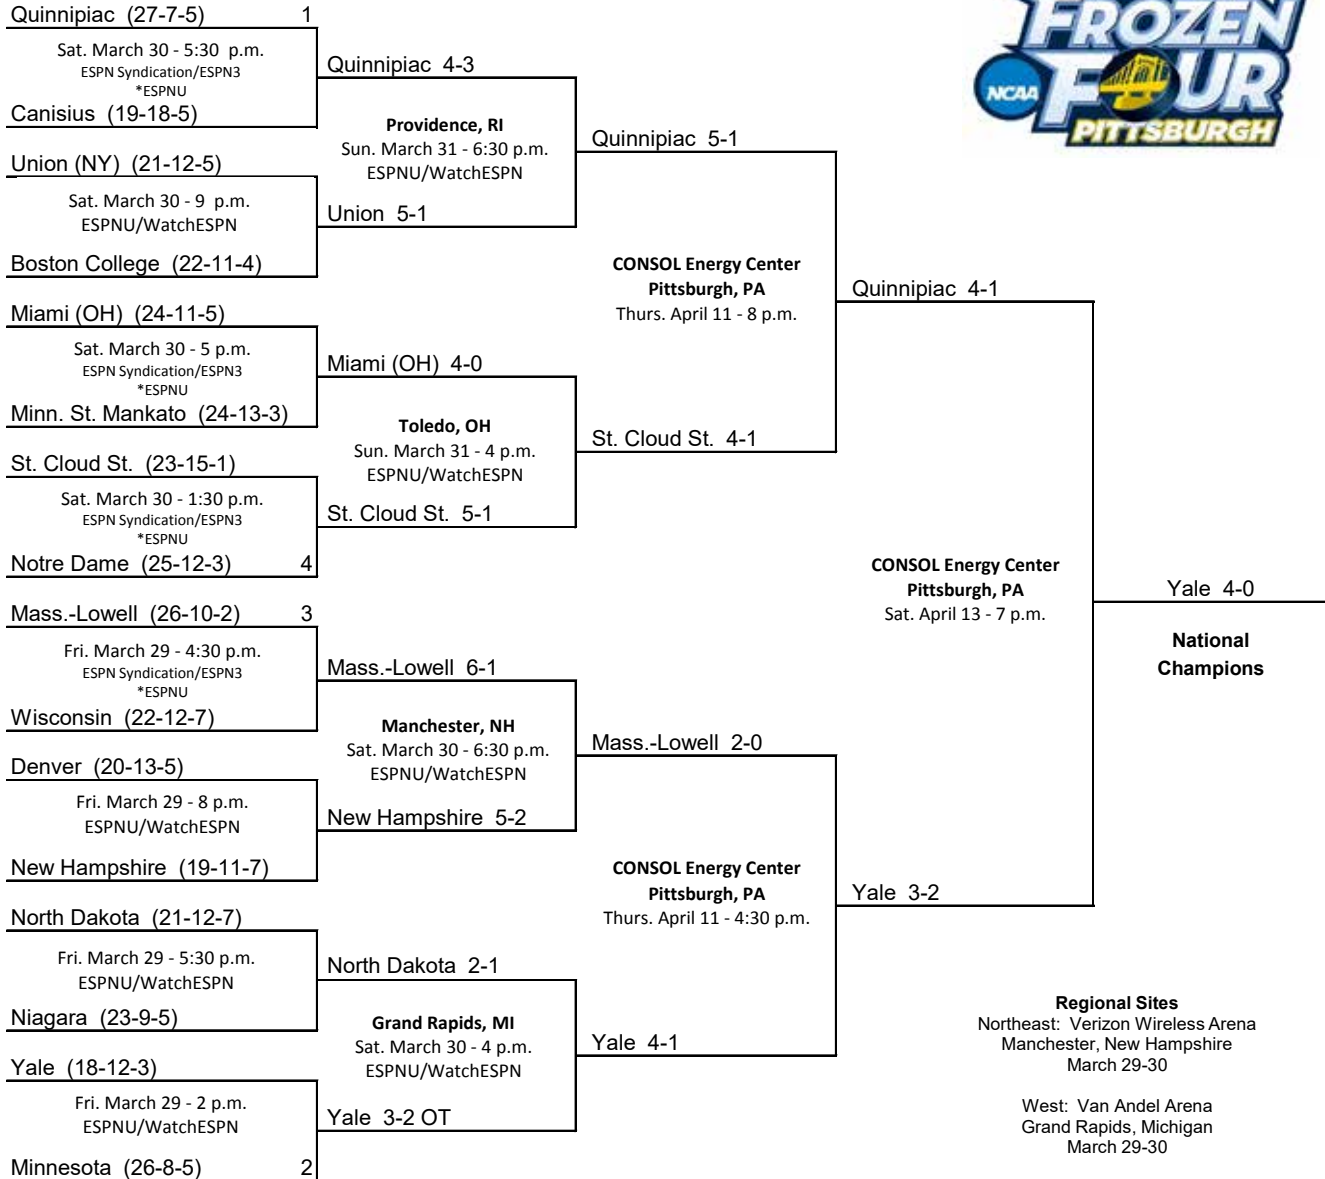 FROZEN
FOUR
NCAA
PITTSBURGH
Quinnipiac (27-7-5) 1
Sat. March 30 - 5:30 p.m.
ESPN Syndication/ESPN3
*ESPNU
Canisius (19-18-5)
Union (NY) (21-12-5)
Sat. March 30 - 9 p.m.
ESPNU/WatchESPN
Boston College (22-11-4)
Miami (OH) (24-11-5)
Sat. March 30 - 5 p.m.
ESPN Syndication/ESPN3
*ESPNU
Minn. St. Mankato (24-13-3)
St. Cloud St. (23-15-1)
Sat. March 30 - 1:30 p.m.
ESPN Syndication/ESPN3
*ESPNU
Notre Dame (25-12-3) 4
Mass.-Lowell (26-10-2) 3
Fri. March 29 - 4:30 p.m.
ESPN Syndication/ESPN3
*ESPNU
Wisconsin (22-12-7)
Denver (20-13-5)
Fri. March 29 - 8 p.m.
ESPNU/WatchESPN
New Hampshire (19-11-7)
North Dakota (21-12-7)
Fri. March 29 - 5:30 p.m.
ESPNU/WatchESPN
Niagara (23-9-5)
Yale (18-12-3)
Fri. March 29 - 2 p.m.
ESPNU/WatchESPN
Minnesota (26-8-5) 2
Quinnipiac 4-3
Providence, RI
Sun. March 31 - 6:30 p.m.
ESPNU/WatchESPN
Union 5-1
Miami (OH) 4-0
Toledo, OH
Sun. March 31 - 4 p.m.
ESPNU/WatchESPN
St. Cloud St. 5-1
Mass.-Lowell 6-1
Manchester, NH
Sat. March 30 - 6:30 p.m.
ESPNU/WatchESPN
New Hampshire 5-2
North Dakota 2-1
Grand Rapids, MI
Sat. March 30 - 4 p.m.
ESPNU/WatchESPN
Yale 3-2 OT
Quinnipiac 5-1
CONSOL Energy Center
Pittsburgh, PA
Thurs. April 11 - 8 p.m.
St. Cloud St. 4-1
Mass.-Lowell 2-0
CONSOL Energy Center
Pittsburgh, PA
Thurs. April 11 - 4:30 p.m.
Yale 4-1
Quinnipiac 4-1
CONSOL Energy Center
Pittsburgh, PA
Sat. April 13 - 7 p.m.
Yale 3-2
Yale 4-0
National
Champions
Regional Sites
Northeast: Verizon Wireless Arena
Manchester, New Hampshire
March 29-30
West: Van Andel Arena
Grand Rapids, Michigan
March 29-30